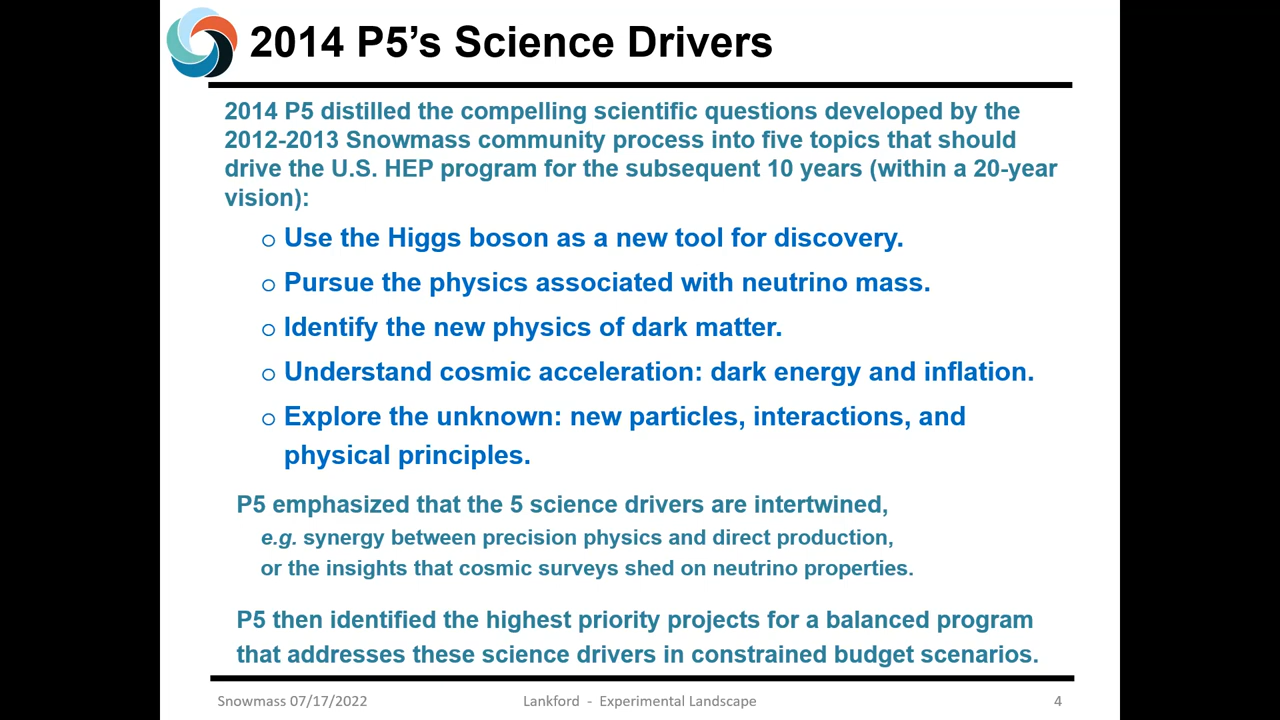 2014 P5’s Science Drivers
2014 P5 distilled the compelling scientific questions developed by the
2012-2013 Snowmass community process into five topics that should
drive the U.S. HEP program for the subsequent 10 years (within a 20-year
vision):
o Use the Higgs boson as a new tool for discovery.
o Pursue the physics associated with neutrino mass.
o Identify the new physics of dark matter.
o Understand cosmic acceleration: dark energy and inflation.
o Explore the unknown: new particles, interactions, and
physical principles.
P5 emphasized that the 5 science drivers are intertwined,
e.g. synergy between precision physics and direct production,
or the insights that cosmic surveys shed on neutrino properties.
P5 then identified the highest priority projects for a balanced program
that addresses these science drivers in constrained budget scenarios.
Snowmass 07/17/2022 Lankford - Experimental Landscape 4